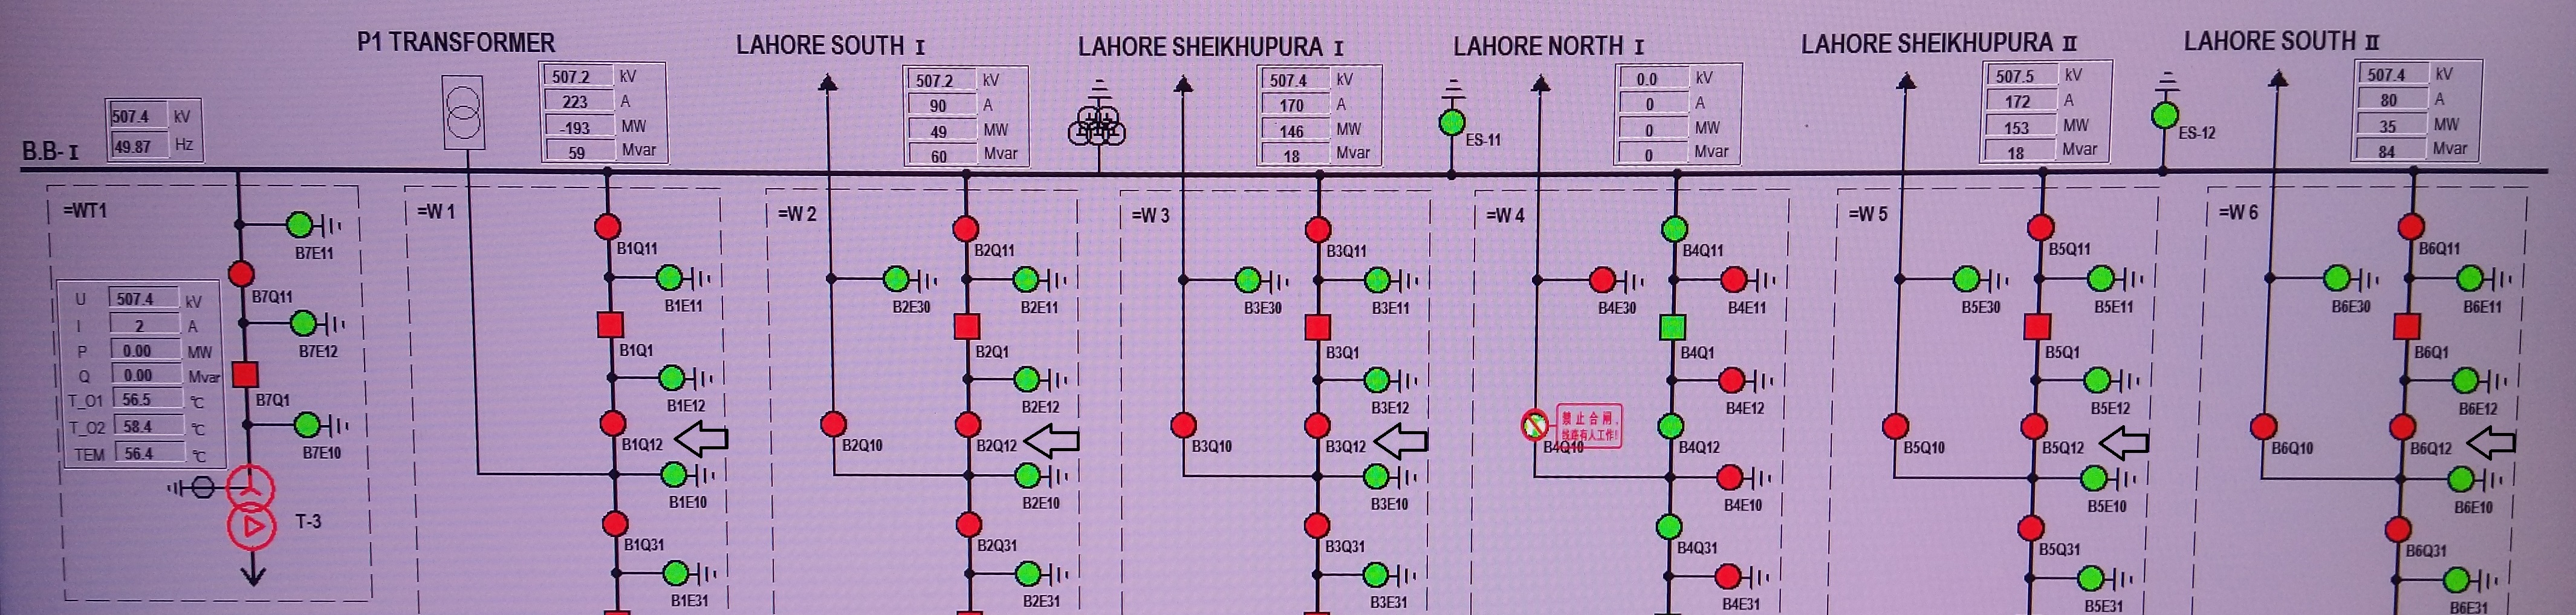 P1 TRANSFORMER
LAHORE SOUTH I
LAHORE SHEIKHUPURA I
LAHORE NORTH I
LAHORE SHEIKHUPURA II
LAHORE SOUTH II
507.4 kV
49.87 Hz
507.2 kV
223 A
-193 MW
59 Mvar
507.2 kV
90 A
49 MW
60 Mvar
507.4 kV
170 A
146 MW
18 Mvar
0.0 kV
0 A
0 MW
0 Mvar
507.5 kV
172 A
153 MW
18 Mvar
507.4 kV
80 A
35 MW
84 Mvar
B.B-I
ES-11
ES-12
=WT1
B7E11
B7Q11
B7E12
B7Q1
B7E10
T-3
U 507.4 kV
I 2 A
P 0.00 MW
Q 0.00 Mvar
T_O1 56.5 ℃
T_O2 58.4 ℃
TEM 56.4 ℃
=W1
B1Q11
B1E11
B1Q1
B1E12
B1Q12
B1E10
B1Q31
B1E31
=W2
B2Q11
B2E30
B2E11
B2Q1
B2E12
B2Q10
B2Q12
B2E10
B2Q31
B2E31
=W3
B3Q11
B3E30
B3E11
B3Q1
B3E12
B3Q10
B3Q12
B3E10
B3Q31
B3E31
=W4
B4Q11
B4E30
B4E11
B4Q1
B4E12
禁止合闸,
线路有人工作!
B4Q10
B4Q12
B4E10
B4Q31
B4E31
=W5
B5Q11
B5E30
B5E11
B5Q1
B5E12
B5Q10
B5Q12
B5E10
B5Q31
B5E31
=W6
B6Q11
B6E30
B6E11
B6Q1
B6E12
B6Q10
B6Q12
B6E10
B6Q31
B6E31